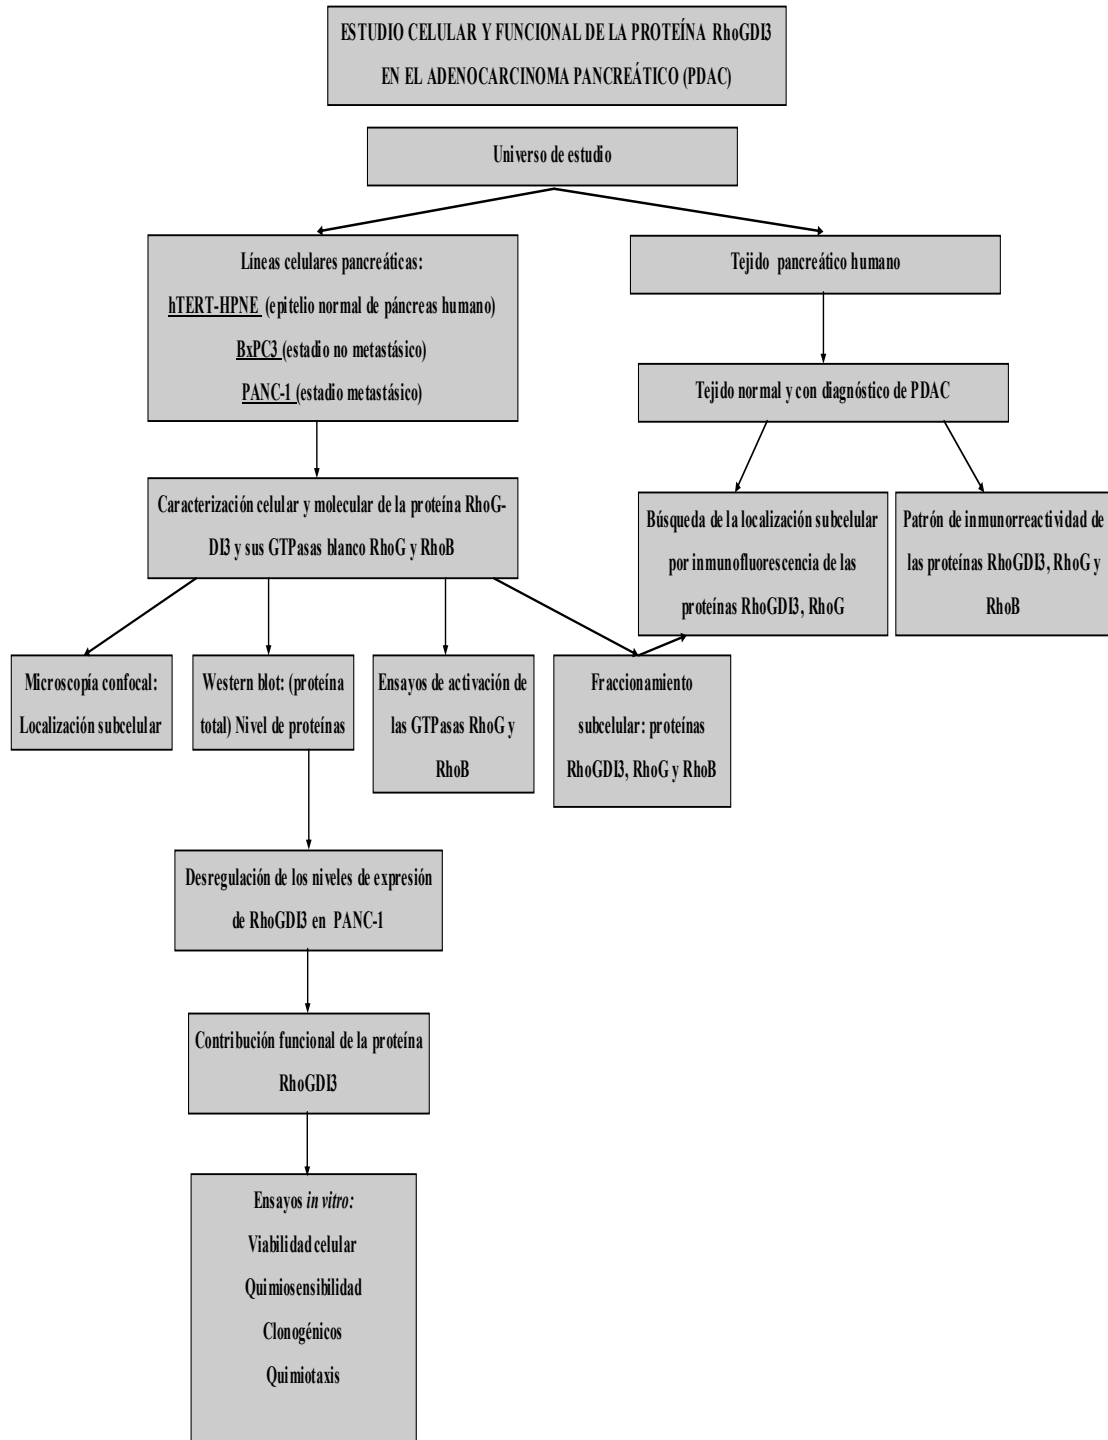 ESTUDIO CELULAR Y FUNCIONAL DE LA PROTEÍNA RhoGDI3
EN EL ADENOCARCINOMA PANCREÁTICO (PDAC)
Universo de estudio
Líneas celulares pancreáticas:
hTERT-HPNE (epitelio normal de páncreas humano)
BxPC3 (estadio no metastásico)
PANC-1 (estadio metastásico)
Tejido pancreático humano
Tejido normal y con diagnóstico de PDAC
Caracterización celular y molecular de la proteína RhoG-
DI3 y sus GTPasas blanco RhoG y RhoB
Búsqueda de la localización subcelular
por inmunofluorescencia de las
proteínas RhoGDI3, RhoG
Patrón de inmunorreactividad de
las proteínas RhoGDI3, RhoG y
RhoB
Microscopía confocal:
Localización subcelular
Western blot: (proteína
total) Nivel de proteínas
Ensayos de activación de
las GTPasas RhoG y
RhoB
Fraccionamiento
subcelular: proteínas
RhoGDI3, RhoG y RhoB
Desregulación de los niveles de expresión
de RhoGDI3 en PANC-1
Contribución funcional de la proteína
RhoGDI3
Ensayos in vitro:
Viabilidad celular
Quimiosensibilidad
Clonogénicos
Quimiotaxis